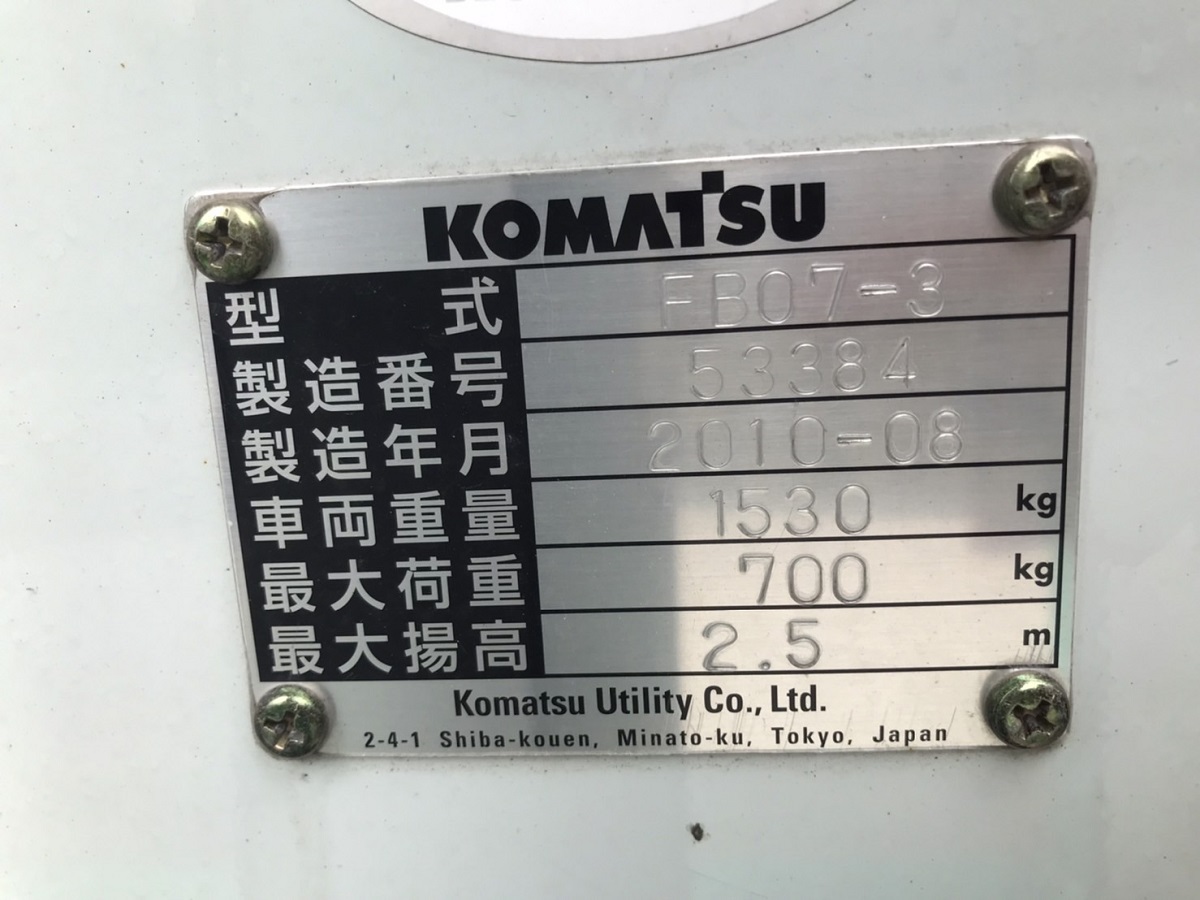 KOMATSU
型式 FB07-3
製造番号 53384
製造年月 2010-08
車両重量 1530 kg
最大荷重 700 kg
最大揚高 2.5 m
Komatsu Utility Co., Ltd.
2-4-1 Shiba-kouen, Minato-ku, Tokyo, Japan